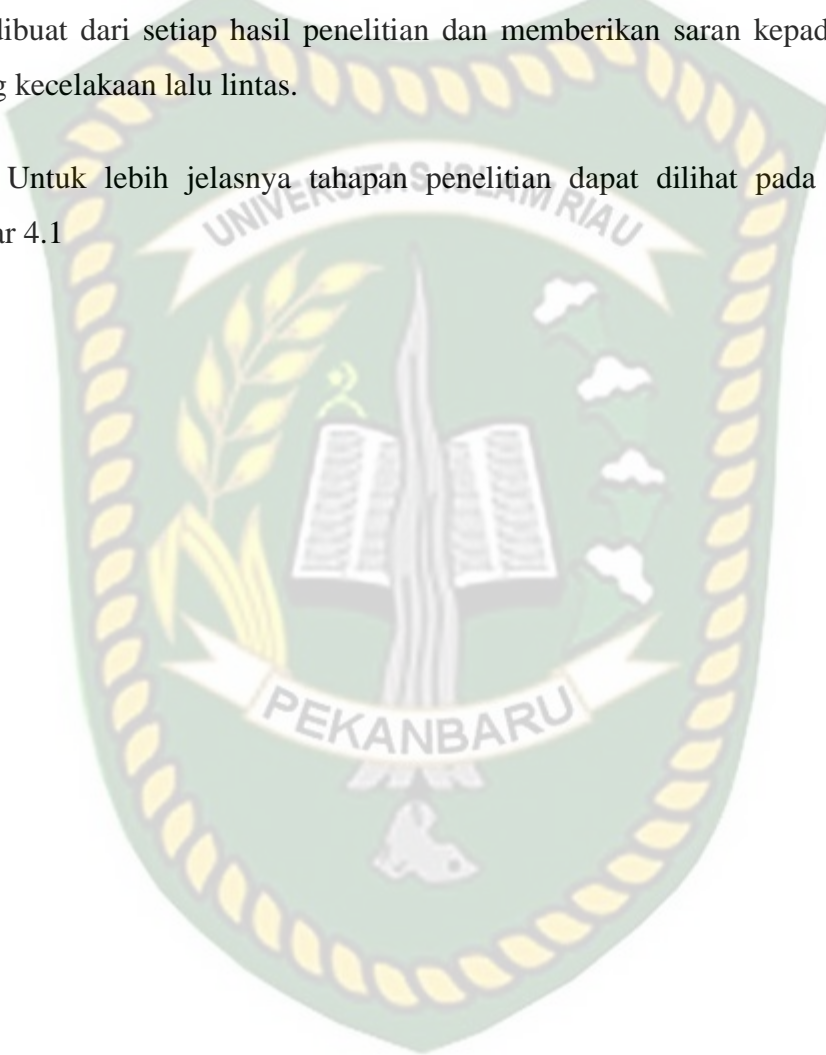 dibuat dari setiap hasil penelitian dan memberikan saran kepad
g kecelakaan lalu lintas.
Untuk lebih jelasnya tahapan penelitian dapat dilihat pada
ar 4.1
UNIVERSITAS ISLAM RIAU
PEKANBARU